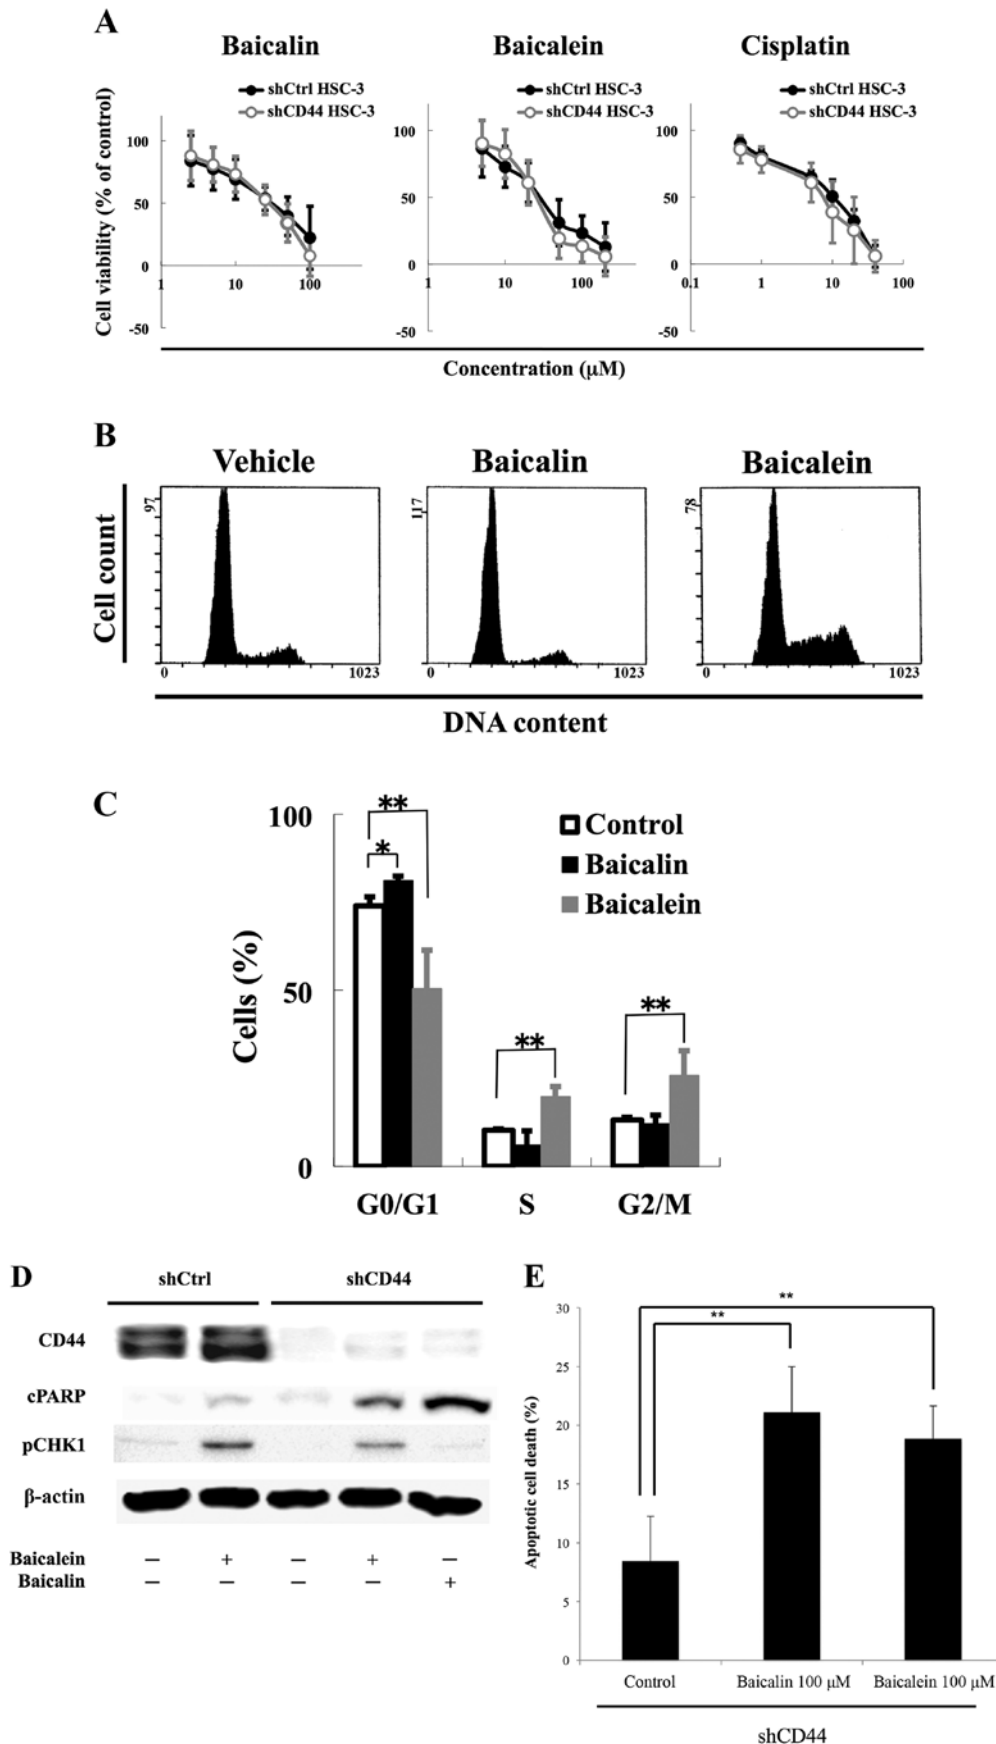 A
Baicalin
Baicalein
Cisplatin
shCtrl HSC-3
shCD44 HSC-3
shCtrl HSC-3
shCD44 HSC-3
shCtrl HSC-3
shCD44 HSC-3
Cell viability (% of control)
100
50
0
-50
1
10
100
100
50
0
-50
1
10
100
100
50
0
-50
0.1
1
10
100
Concentration (μM)
B
Vehicle
Baicalin
Baicalein
Cell count
97
0
1023
117
0
1023
78
0
1023
DNA content
C
Cells (%)
100
50
0
**
*
**
**
Control
Baicalin
Baicalein
G0/G1
S
G2/M
D
shCtrl
shCD44
CD44
cPARP
pCHK1
β-actin
Baicalein – + – + –
Baicalin – – – – +
E
Apoptotic cell death (%)
30
25
20
15
10
5
0
**
**
Control
Baicalin 100 μM
Baicalein 100 μM
shCD44